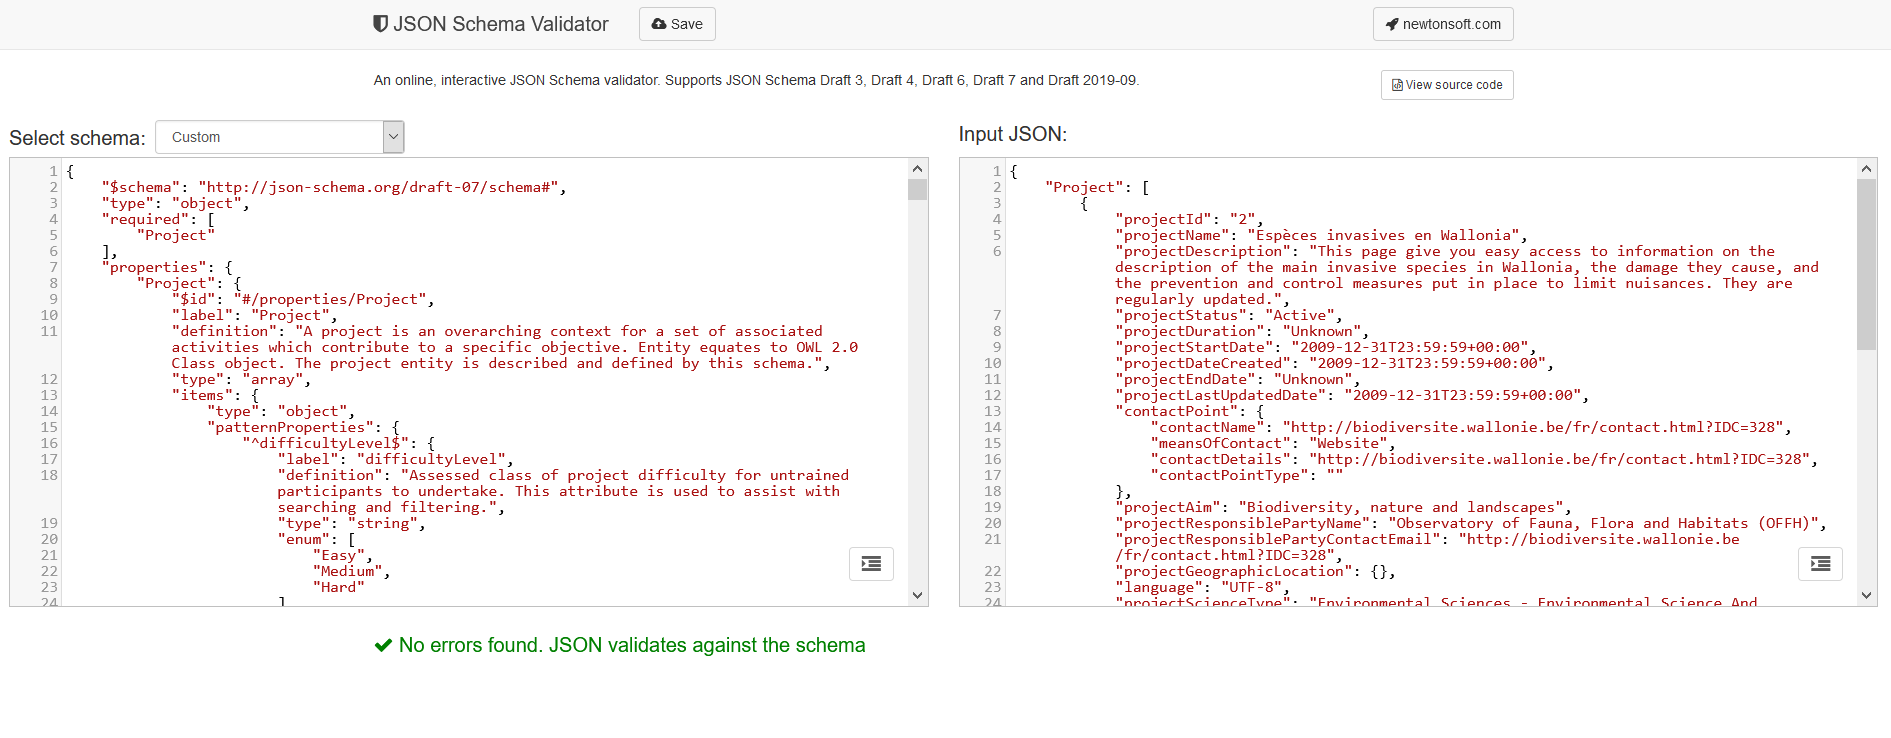 JSON Schema Validator
Save
newtonsoft.com
An online, interactive JSON Schema validator. Supports JSON Schema Draft 3, Draft 4, Draft 6, Draft 7 and Draft 2019-09.
View source code
Select schema:
Custom
1 {
2 "$schema": "http://json-schema.org/draft-07/schema#",
3 "type": "object",
4 "required": [
5 "Project"
6 ],
7 "properties": {
8 "Project": {
9 "$id": "#/properties/Project",
10 "label": "Project",
11 "definition": "A project is an overarching context for a set of associated
activities which contribute to a specific objective. Entity equates to OWL 2.0
Class object. The project entity is described and defined by this schema.",
12 "type": "array",
13 "items": {
14 "type": "object",
15 "patternProperties": {
16 "^difficultyLevel$": {
17 "label": "difficultyLevel",
18 "definition": "Assessed class of project difficulty for untrained
participants to undertake. This attribute is used to assist with
searching and filtering.",
19 "type": "string",
20 "enum": [
21 "Easy",
22 "Medium",
23 "Hard"
24 ]
Input JSON:
1 {
2 "Project": [
3 {
4 "projectId": "2",
5 "projectName": "Espèces invasives en Wallonia",
6 "projectDescription": "This page give you easy access to information on the
description of the main invasive species in Wallonia, the damage they cause, and
the prevention and control measures put in place to limit nuisances. They are
regularly updated.",
7 "projectStatus": "Active",
8 "projectDuration": "Unknown",
9 "projectStartDate": "2009-12-31T23:59:59+00:00",
10 "projectDateCreated": "2009-12-31T23:59:59+00:00",
11 "projectEndDate": "Unknown",
12 "projectLastUpdatedDate": "2009-12-31T23:59:59+00:00",
13 "contactPoint": {
14 "contactName": "http://biodiversite.wallonie.be/fr/contact.html?IDC=328",
15 "meansOfContact": "Website",
16 "contactDetails": "http://biodiversite.wallonie.be/fr/contact.html?IDC=328",
17 "contactPointType": ""
18 },
19 "projectAim": "Biodiversity, nature and landscapes",
20 "projectResponsiblePartyName": "Observatory of Fauna, Flora and Habitats (OFFH)",
21 "projectResponsiblePartyContactEmail": "http://biodiversite.wallonie.be
/fr/contact.html?IDC=328",
22 "projectGeographicLocation": {},
23 "language": "UTF-8",
24 "projectScienceType": "Environmental Sciences - Environmental Science And
No errors found. JSON validates against the schema